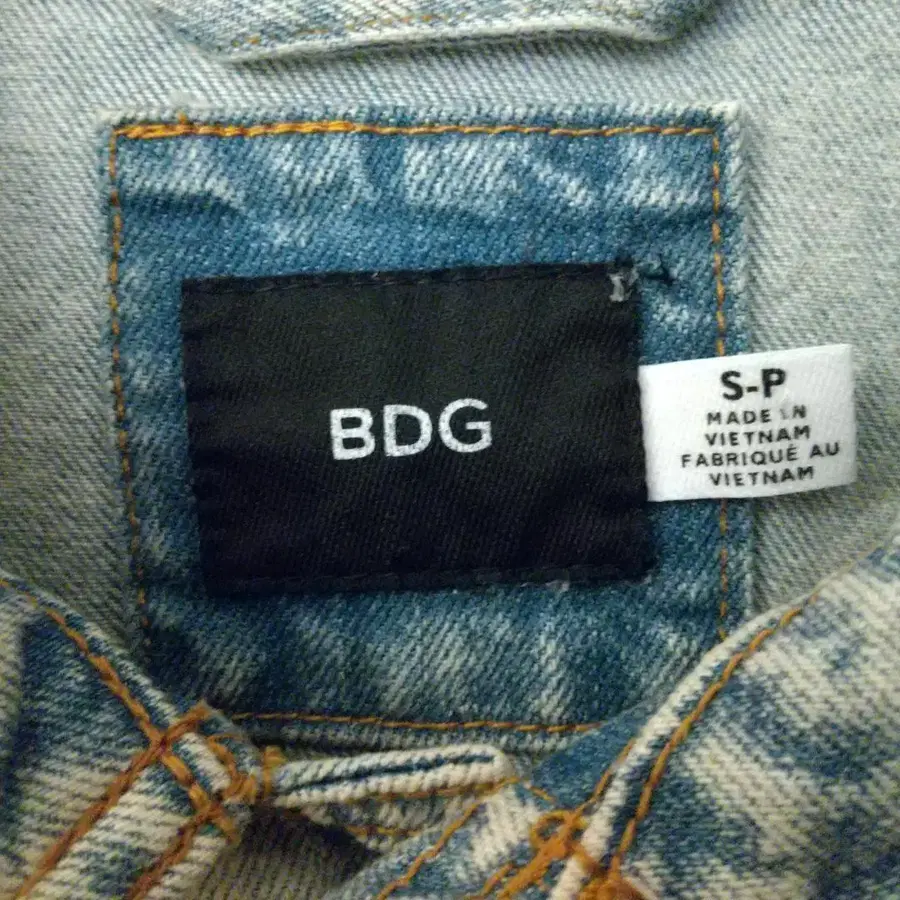 BDG
S-P
MADE IN
VIETNAM
FABRIQUÉ AU
VIETNAM